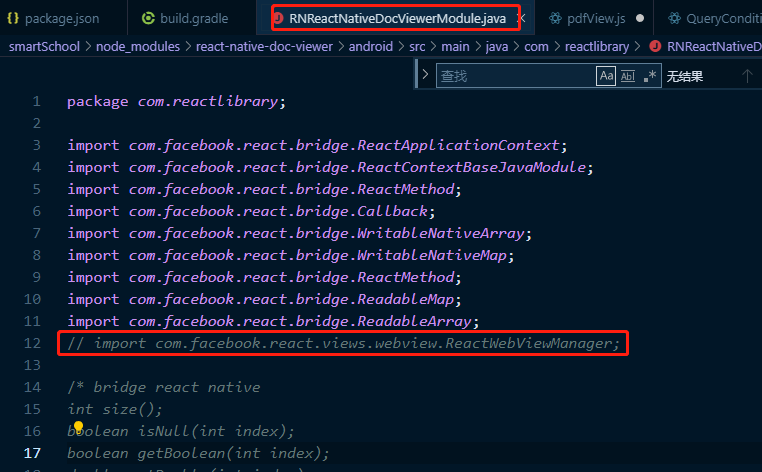 package.json build.gradle RNReactNativeDocViewerModule.java pdfView.js QueryConditi
smartSchool > node_modules > react-native-doc-viewer > android > src > main > java > com > reactlibrary > RNReactNativeD
查找 Aa Abl .* 无结果
1 package com.reactlibrary;
2
3 import com.facebook.react.bridge.ReactApplicationContext;
4 import com.facebook.react.bridge.ReactContextBaseJavaModule;
5 import com.facebook.react.bridge.ReactMethod;
6 import com.facebook.react.bridge.Callback;
7 import com.facebook.react.bridge.WritableNativeArray;
8 import com.facebook.react.bridge.WritableNativeMap;
9 import com.facebook.react.bridge.ReactMethod;
10 import com.facebook.react.bridge.ReadableMap;
11 import com.facebook.react.bridge.ReadableArray;
12 // import com.facebook.react.views.webview.ReactWebViewManager;
13
14 /* bridge react native
15 int size();
16 boolean isNull(int index);
17 boolean getBoolean(int index);